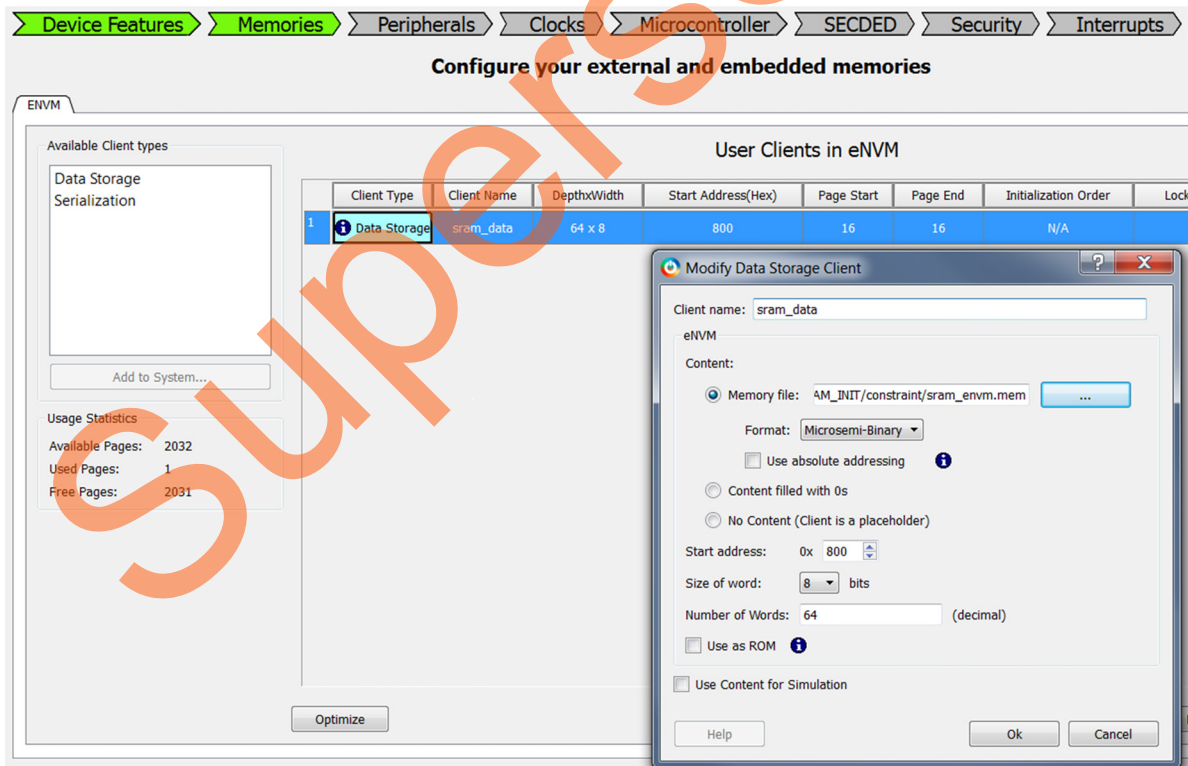 Device Features Memories Peripherals Clocks Microcontroller SECDED Security Interrupts
Configure your external and embedded memories
ENVM
Available Client types
Data Storage
Serialization
Add to System...
Usage Statistics
Available Pages: 2032
Used Pages: 1
Free Pages: 2031
User Clients in eNVM
Client Type Client Name DepthxWidth Start Address(Hex) Page Start Page End Initialization Order Lock
1 Data Storage sram_data 64 x 8 800 16 16 N/A
Modify Data Storage Client
Client name: sram_data
eNVM
Content:
Memory file: AM_INIT/constraint/sram_envm.mem ...
Format: Microsemi-Binary
Use absolute addressing
Content filled with 0s
No Content (Client is a placeholder)
Start address: 0x 800
Size of word: 8 bits
Number of Words: 64 (decimal)
Use as ROM
Use Content for Simulation
Help Ok Cancel
Optimize
Supers